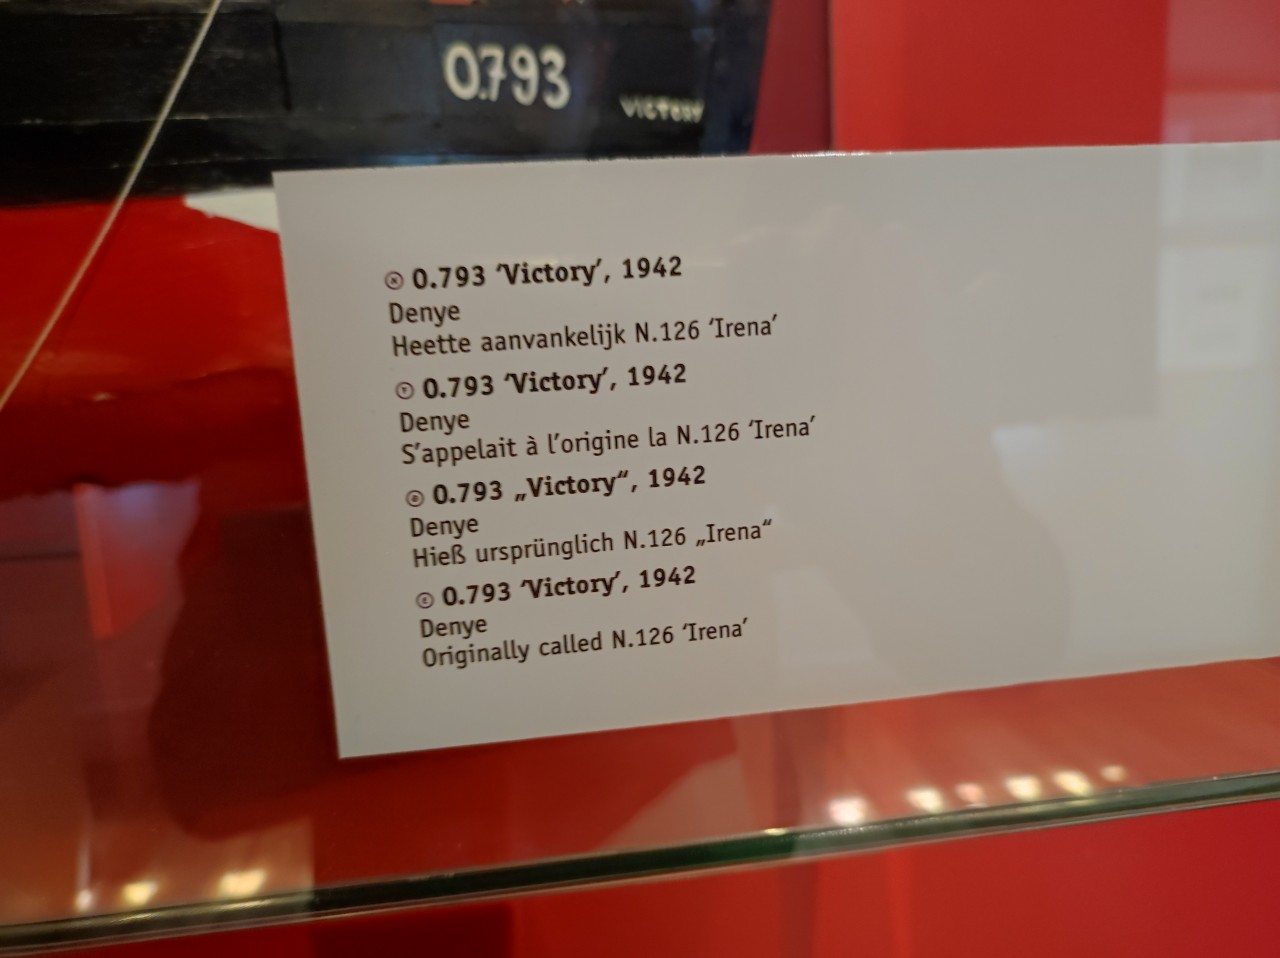 0.793
VICTORY
Ⓝ 0.793 ‘Victory’, 1942
Denye
Heette aanvankelijk N.126 ‘Irena’
Ⓕ 0.793 ‘Victory’, 1942
Denye
S’appelait à l’origine la N.126 ‘Irena’
Ⓓ 0.793 „Victory“, 1942
Denye
Hieß ursprünglich N.126 „Irena“
Ⓔ 0.793 ‘Victory’, 1942
Denye
Originally called N.126 ‘Irena’